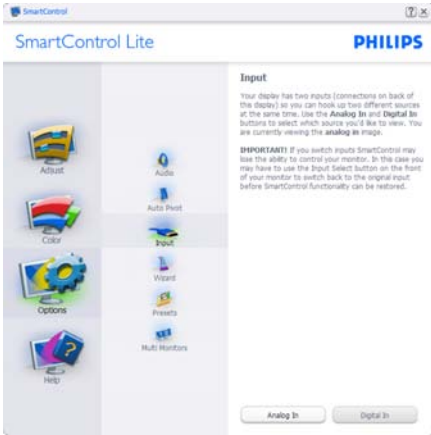 SmartControl
SmartControl Lite
PHILIPS
Adjust
Color
Options
Help
Audio
Auto Pivot
Input
Wizard
Presets
Multi Monitors
Input
Your display has two inputs (connections on back of
the display) so you can hook up two different sources
at the same time. Use the Analog In and Digital In
buttons to select which source you'd like to view. You
are currently viewing the analog in image.
IMPORTANT! If you switch inputs SmartControl may
lose the ability to control your monitor. In this case you
may have to use the Input Select button on the front
of your monitor to switch back to the original input
before SmartControl functionality can be restored.
Analog In
Digital In